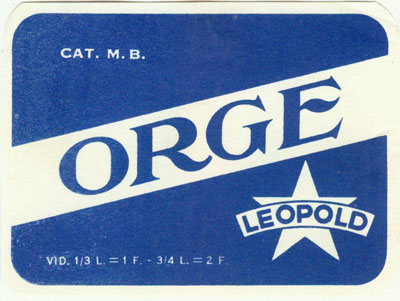 CAT. M. B.
ORGE
LEOPOLD
VID. 1/3 L. = 1 F. - 3/4 L. = 2 F.